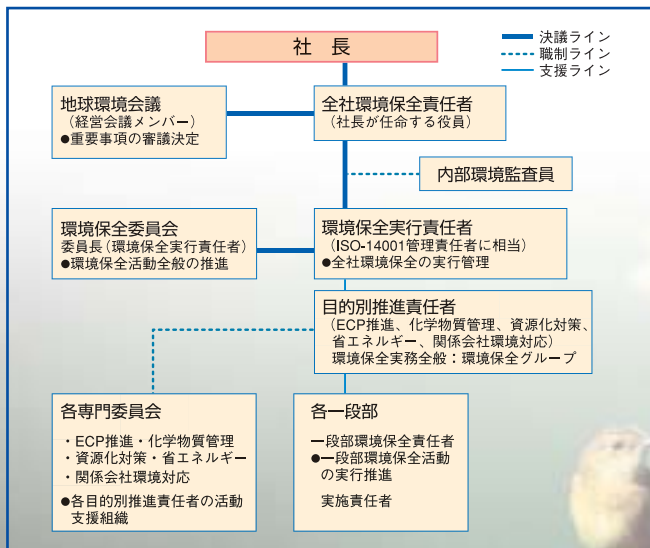 社 長
決議ライン
職制ライン
支援ライン
地球環境会議
（経営会議メンバー）
●重要事項の審議決定
全社環境保全責任者
（社長が任命する役員）
内部環境監査員
環境保全委員会
委員長（環境保全実行責任者）
●環境保全活動全般の推進
環境保全実行責任者
（ISO-14001管理責任者に相当）
●全社環境保全の実行管理
目的別推進責任者
（ECP推進、化学物質管理、資源化対策、
省エネルギー、関係会社環境対応）
環境保全実務全般：環境保全グループ
各専門委員会
・ECP推進・化学物質管理
・資源化対策・省エネルギー
・関係会社環境対応
●各目的別推進責任者の活動
支援組織
各一段部
一段部環境保全責任者
●一段部環境保全活動
の実行推進
実施責任者